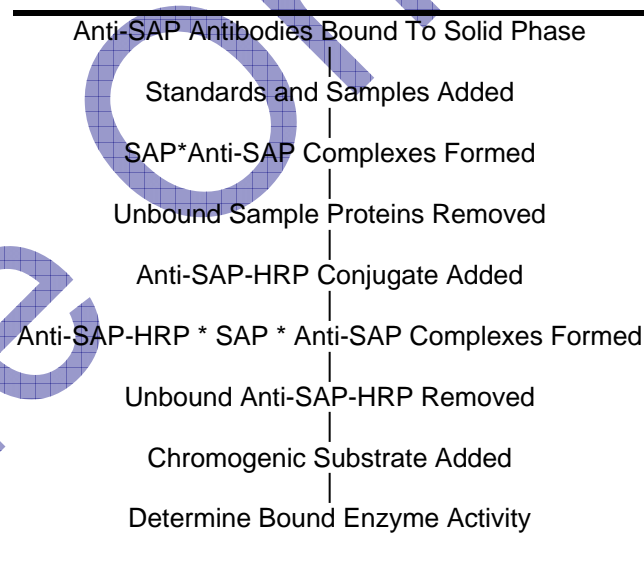 Anti-SAP Antibodies Bound To Solid Phase
Standards and Samples Added
SAP*Anti-SAP Complexes Formed
Unbound Sample Proteins Removed
Anti-SAP-HRP Conjugate Added
Anti-SAP-HRP * SAP * Anti-SAP Complexes Formed
Unbound Anti-SAP-HRP Removed
Chromogenic Substrate Added
Determine Bound Enzyme Activity